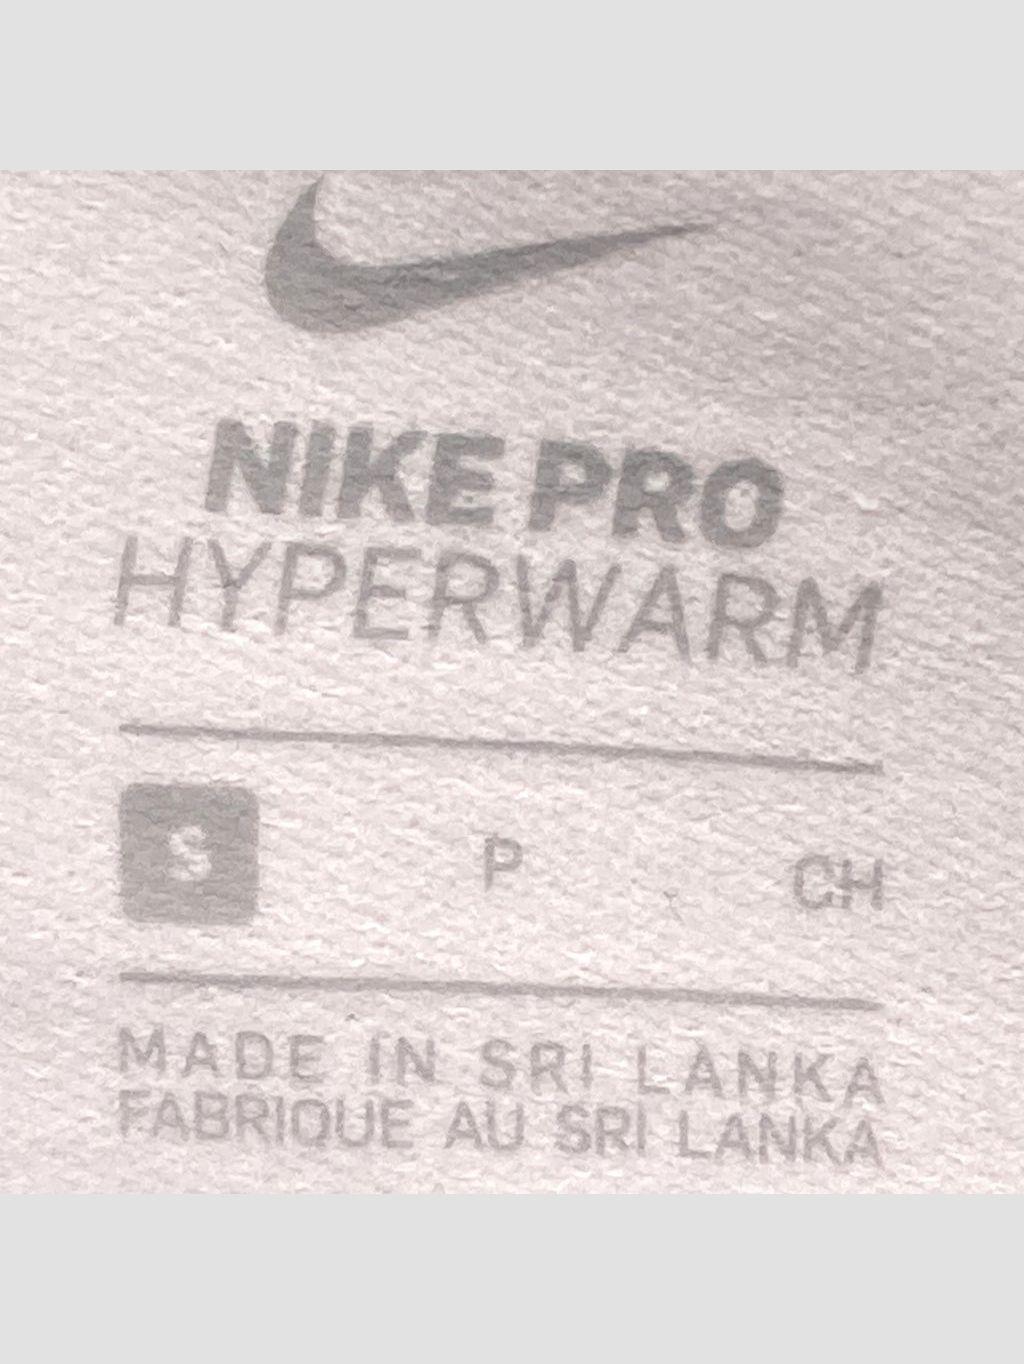 NIKE PRO
HYPERWARM
S P CH
MADE IN SRI LANKA
FABRIQUE AU SRI LANKA